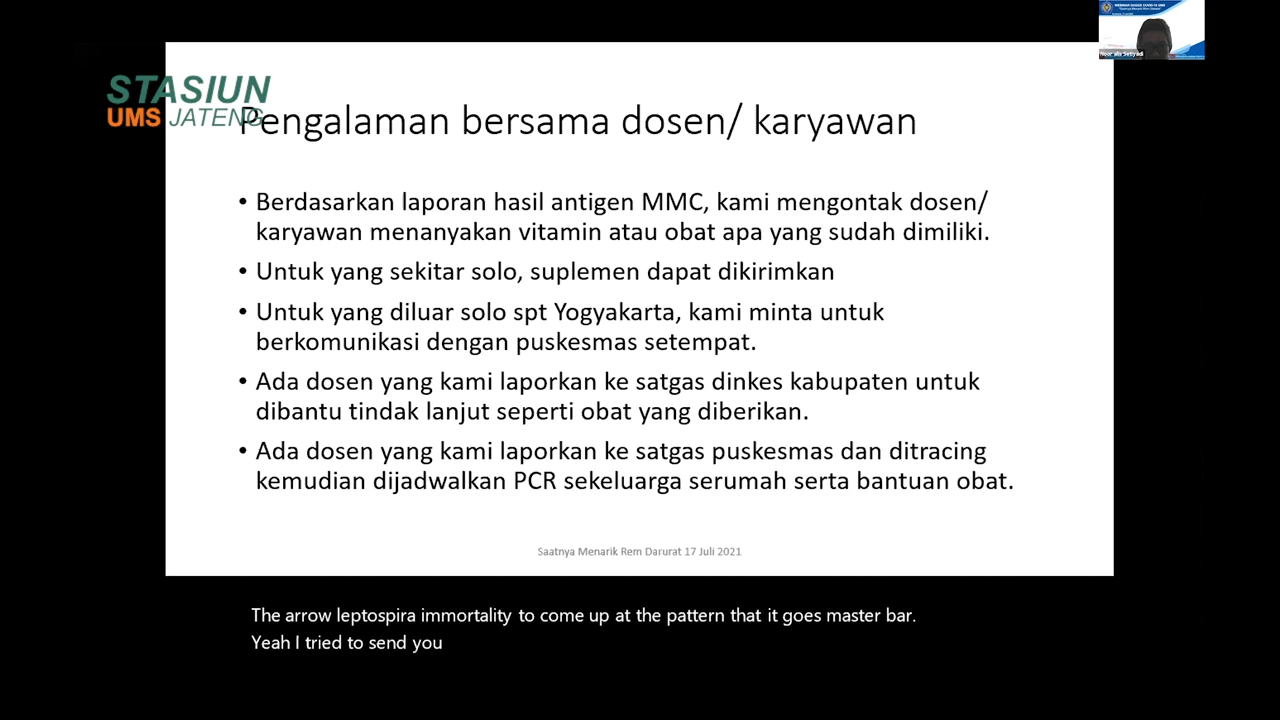 WEBINAR SATGAS COVID-19 UMS
STASIUN
UMS JATENG
Pengalaman bersama dosen/ karyawan
• Berdasarkan laporan hasil antigen MMC, kami mengontak dosen/
karyawan menanyakan vitamin atau obat apa yang sudah dimiliki.
• Untuk yang sekitar solo, suplemen dapat dikirimkan
• Untuk yang diluar solo spt Yogyakarta, kami minta untuk
berkomunikasi dengan puskesmas setempat.
• Ada dosen yang kami laporkan ke satgas dinkes kabupaten untuk
dibantu tindak lanjut seperti obat yang diberikan.
• Ada dosen yang kami laporkan ke satgas puskesmas dan ditracing
kemudian dijadwalkan PCR sekeluarga serumah serta bantuan obat.
Saatnya Menarik Rem Darurat 17 Juli 2021
The arrow leptospira immortality to come up at the pattern that it goes master bar.
Yeah I tried to send you